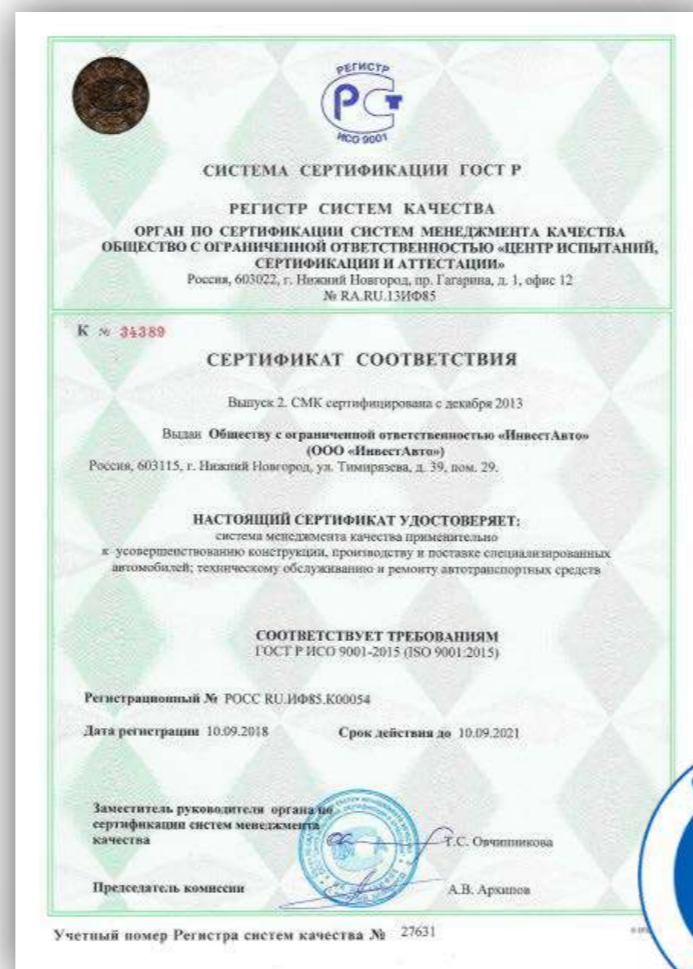 РЕГИСТР
РСТ
ИСО 9001
СИСТЕМА СЕРТИФИКАЦИИ ГОСТ Р
РЕГИСТР СИСТЕМ КАЧЕСТВА
ОРГАН ПО СЕРТИФИКАЦИИ СИСТЕМ МЕНЕДЖМЕНТА КАЧЕСТВА
ОБЩЕСТВО С ОГРАНИЧЕННОЙ ОТВЕТСТВЕННОСТЬЮ «ЦЕНТР ИСПЫТАНИЙ,
СЕРТИФИКАЦИИ И АТТЕСТАЦИИ»
Россия, 603022, г. Нижний Новгород, пр. Гагарина, д. 1, офис 12
№ RA.RU.13ИФ85
К № 34389
СЕРТИФИКАТ СООТВЕТСТВИЯ
Выпуск 2. СМК сертифицирована с декабря 2013
Выдан Обществу с ограниченной ответственностью «ИнвестАвто»
(ООО «ИнвестАвто»)
Россия, 603115, г. Нижний Новгород, ул. Тимирязева, д. 39, пом. 29.
НАСТОЯЩИЙ СЕРТИФИКАТ УДОСТОВЕРЯЕТ:
система менеджмента качества применительно
к усовершенствованию конструкции, производству и поставке специализированных
автомобилей; техническому обслуживанию и ремонту автотранспортных средств
СООТВЕТСТВУЕТ ТРЕБОВАНИЯМ
ГОСТ Р ИСО 9001-2015 (ISO 9001:2015)
Регистрационный № РОСС RU.ИФ85.К00054
Дата регистрации 10.09.2018 Срок действия до 10.09.2021
Заместитель руководителя органа по
сертификации систем менеджмента
качества Т.С. Овчинникова
Председатель комиссии А.В. Архипов
Учетный номер Регистра систем качества № 27631